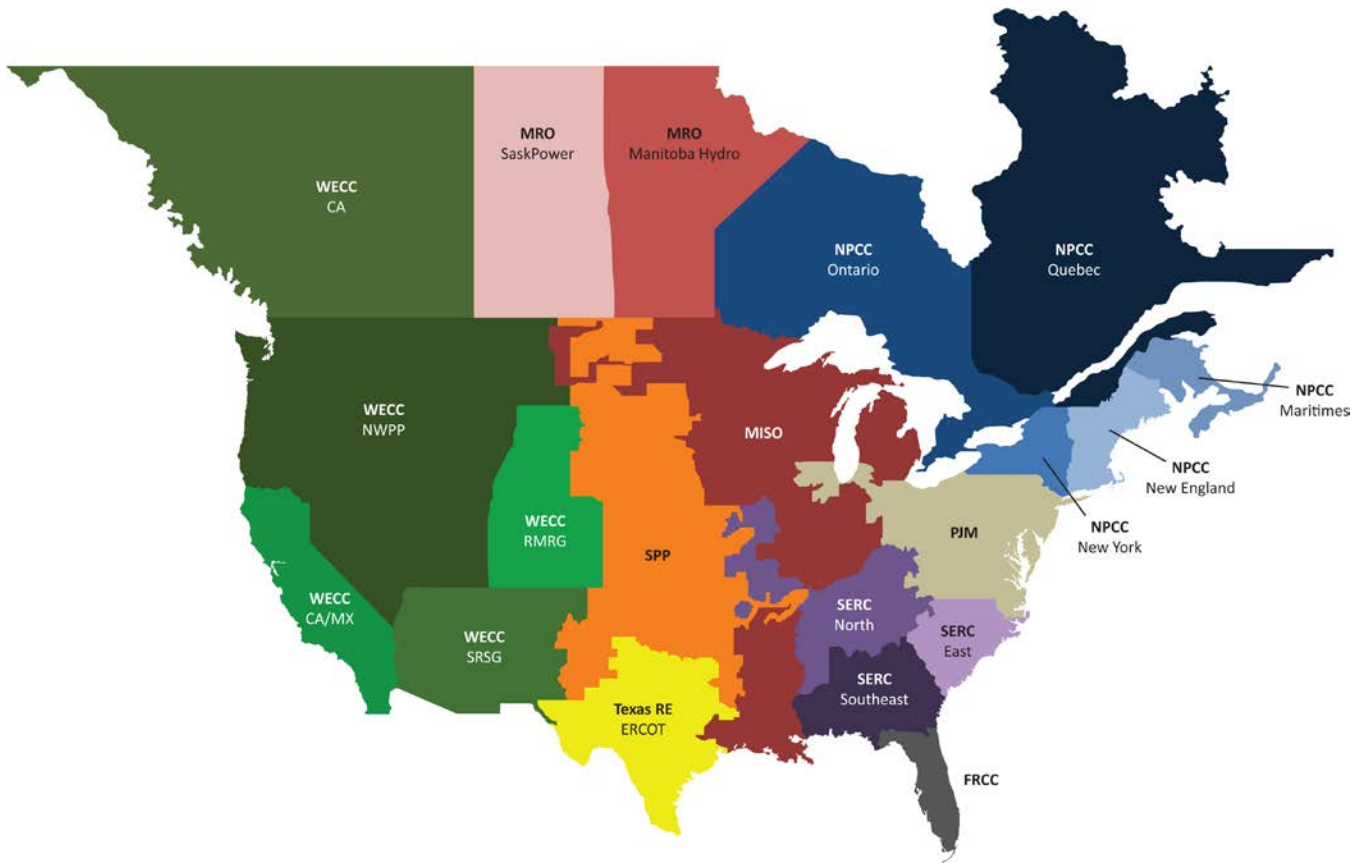 MRO
SaskPower
MRO
Manitoba Hydro
WECC
CA
NPCC
Ontario
NPCC
Quebec
NPCC
Maritimes
WECC
NWPP
MISO
NPCC
New England
WECC
RMRG
SPP
PJM
NPCC
New York
WECC
CA/MX
WECC
SRSG
SERC
North
SERC
East
SERC
Southeast
Texas RE
ERCOT
FRCC